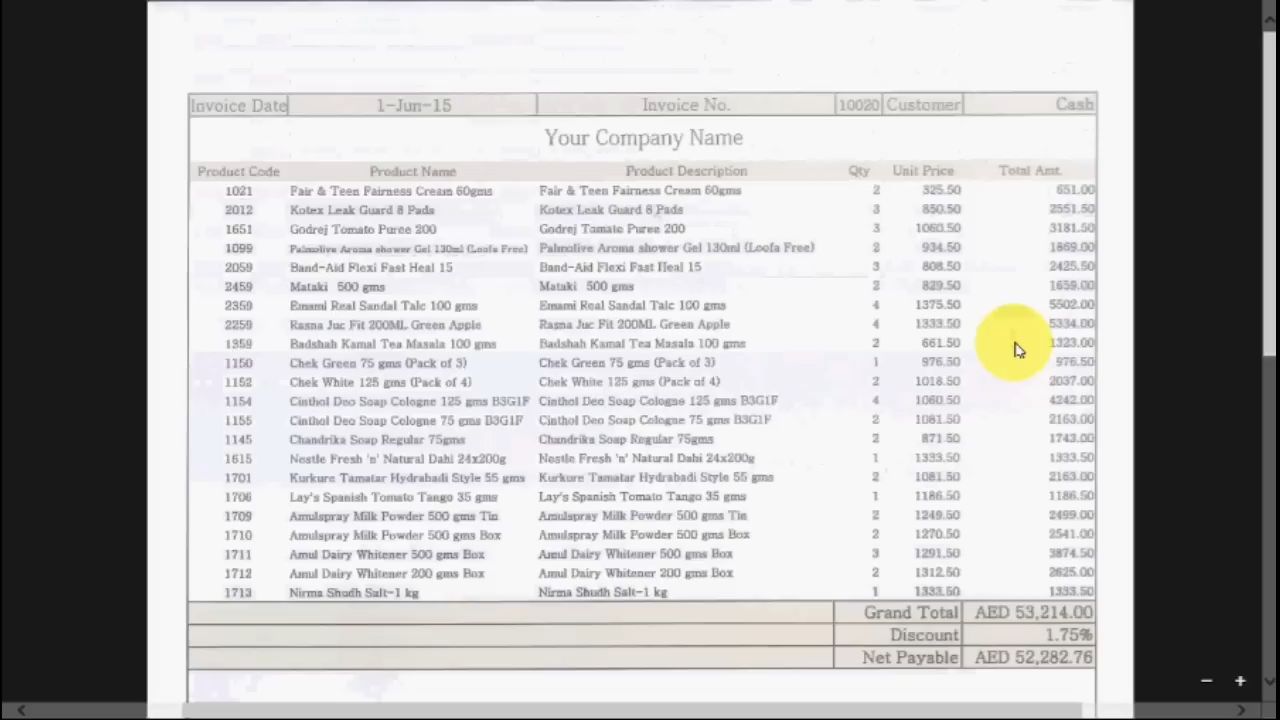 Invoice Date 1-Jun-15 Invoice No. 10020 Customer Cash
Your Company Name
Product Code Product Name Product Description Qty Unit Price Total Amt.
1021 Fair & Teen Fairness Cream 60gms Fair & Teen Fairness Cream 60gms 2 325.50 651.00
2012 Kotex Leak Guard 8 Pads Kotex Leak Guard 8 Pads 3 850.50 2551.50
1651 Godrej Tomato Puree 200 Godrej Tomato Puree 200 3 1060.50 3181.50
1099 Palmolive Aroma shower Gel 130ml (Loofa Free) Palmolive Aroma shower Gel 130ml (Loofa Free) 2 934.50 1869.00
2059 Band-Aid Flexi Fast Heal 15 Band-Aid Flexi Fast Heal 15 3 808.50 2425.50
2459 Mataki 500 gms Mataki 500 gms 2 829.50 1659.00
2359 Emami Real Sandal Talc 100 gms Emami Real Sandal Talc 100 gms 4 1375.50 5502.00
2259 Rasna Juc Fit 200ML Green Apple Rasna Juc Fit 200ML Green Apple 4 1333.50 5334.00
1359 Badshah Kamal Tea Masala 100 gms Badshah Kamal Tea Masala 100 gms 2 661.50 1323.00
1150 Chek Green 75 gms (Pack of 3) Chek Green 75 gms (Pack of 3) 1 976.50 976.50
1152 Chek White 125 gms (Pack of 4) Chek White 125 gms (Pack of 4) 2 1018.50 2037.00
1154 Cinthol Deo Soap Cologne 125 gms B3G1F Cinthol Deo Soap Cologne 125 gms B3G1F 4 1060.50 4242.00
1155 Cinthol Deo Soap Cologne 75 gms B3G1F Cinthol Deo Soap Cologne 75 gms B3G1F 2 1081.50 2163.00
1145 Chandrika Soap Regular 75gms Chandrika Soap Regular 75gms 2 871.50 1743.00
1615 Nestle Fresh 'n' Natural Dahi 24x200g Nestle Fresh 'n' Natural Dahi 24x200g 1 1333.50 1333.50
1701 Kurkure Tamatar Hydrabadi Style 55 gms Kurkure Tamatar Hydrabadi Style 55 gms 2 1081.50 2163.00
1706 Lay's Spanish Tomato Tango 35 gms Lay's Spanish Tomato Tango 35 gms 1 1186.50 1186.50
1709 Amulspray Milk Powder 500 gms Tin Amulspray Milk Powder 500 gms Tin 2 1249.50 2499.00
1710 Amulspray Milk Powder 500 gms Box Amulspray Milk Powder 500 gms Box 2 1270.50 2541.00
1711 Amul Dairy Whitener 500 gms Box Amul Dairy Whitener 500 gms Box 3 1291.50 3874.50
1712 Amul Dairy Whitener 200 gms Box Amul Dairy Whitener 200 gms Box 2 1312.50 2625.00
1713 Nirma Shudh Salt-1 kg Nirma Shudh Salt-1 kg 1 1333.50 1333.50
Grand Total AED 53,214.00
Discount 1.75%
Net Payable AED 52,282.76